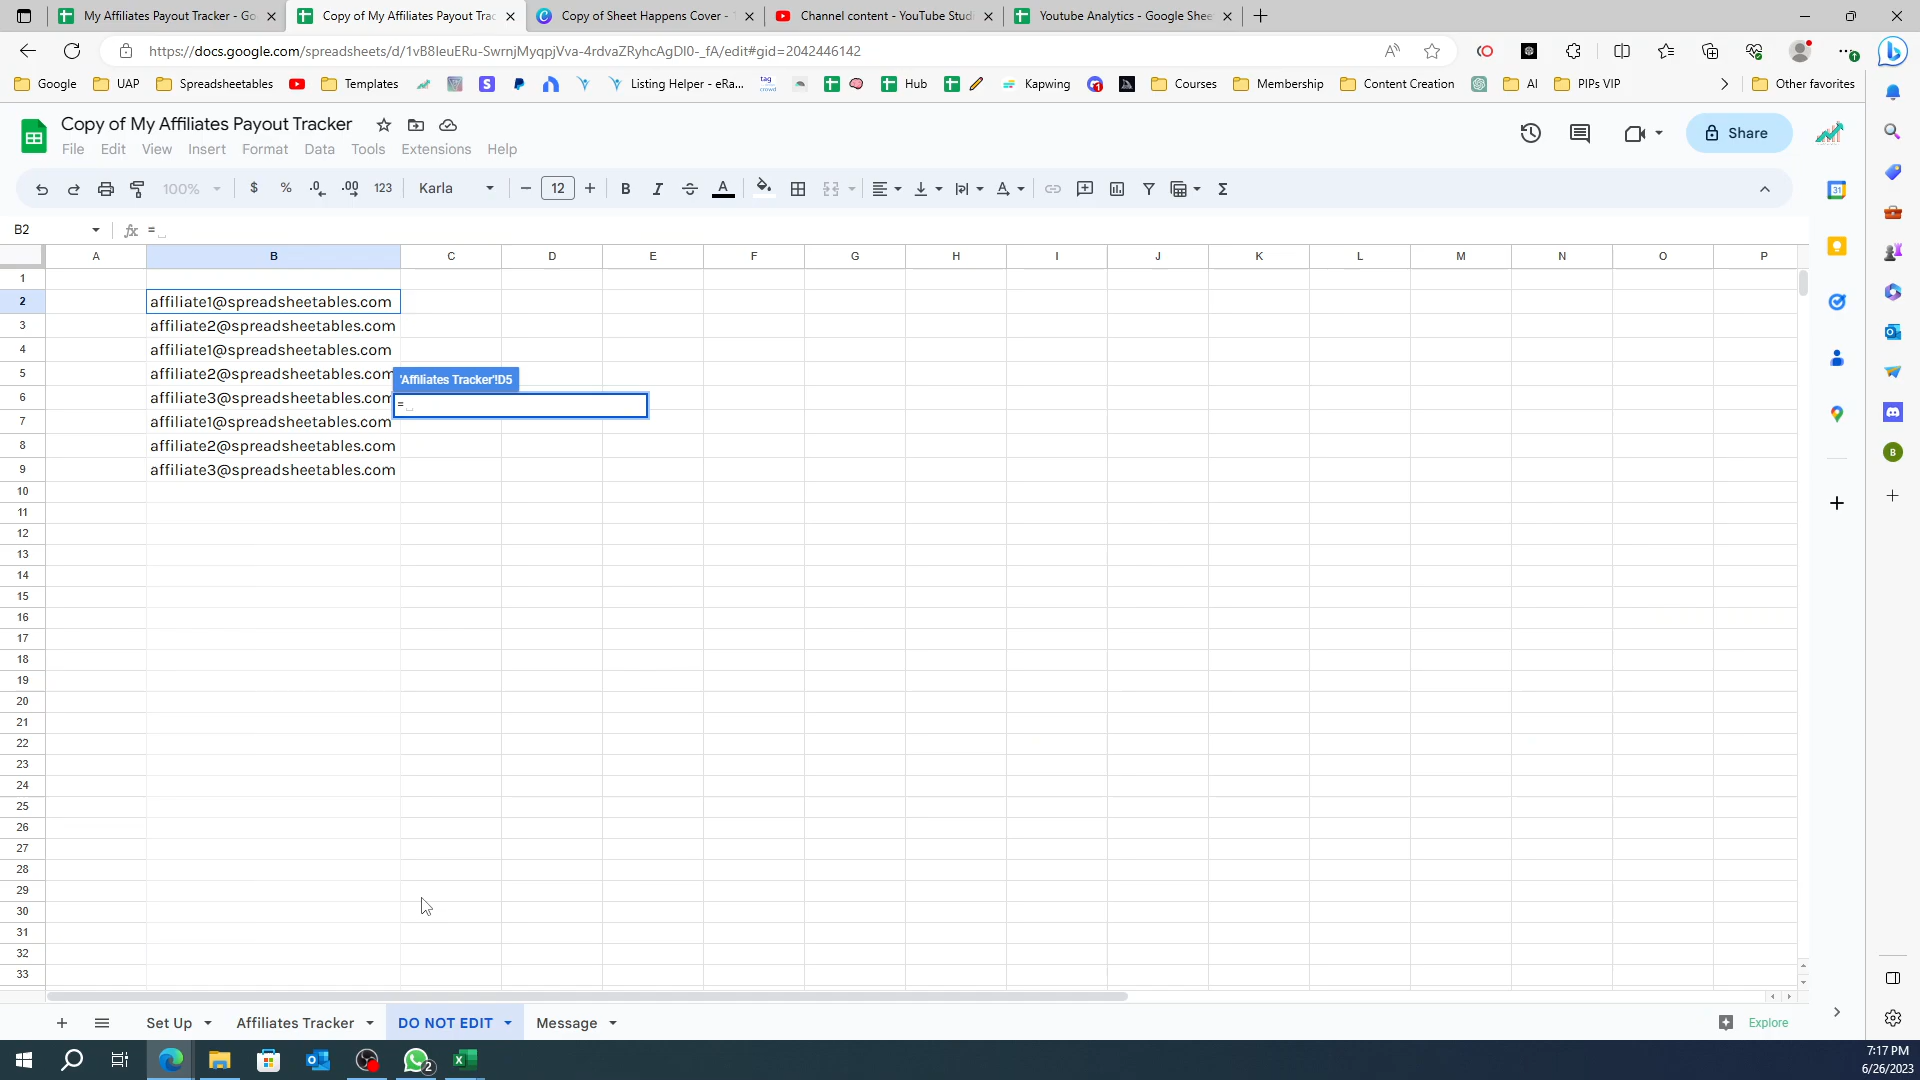 My Affiliates Payout Tracker - Go
Copy of My Affiliates Payout Trac
Copy of Sheet Happens Cover -
Channel content - YouTube Studi
Youtube Analytics - Google Shee
https://docs.google.com/spreadsheets/d/1vB8IeuERu-SwrnjMyqpjVva-4rdvaZRyhcAgDI0-_fA/edit#gid=2042446142
Google
UAP
Spreadsheetables
Templates
Listing Helper - eRa...
tag crowd
Hub
Kapwing
Courses
Membership
Content Creation
AI
PIPs VIP
Other favorites
Copy of My Affiliates Payout Tracker
File Edit View Insert Format Data Tools Extensions Help
Share
100% $ % .0 .00 123 Karla 12 B I A
B2 fx =
A B C D E F G H I J K L M N O P
1
2 affiliate1@spreadsheetables.com
3 affiliate2@spreadsheetables.com
4 affiliate1@spreadsheetables.com
5 affiliate2@spreadsheetables.com
'Affiliates Tracker'!D5
6 affiliate3@spreadsheetables.com
=
7 affiliate1@spreadsheetables.com
8 affiliate2@spreadsheetables.com
9 affiliate3@spreadsheetables.com
10
11
12
13
14
15
16
17
18
19
20
21
22
23
24
25
26
27
28
29
30
31
32
33
Set Up
Affiliates Tracker
DO NOT EDIT
Message
Explore
2
7:17 PM
6/26/2023